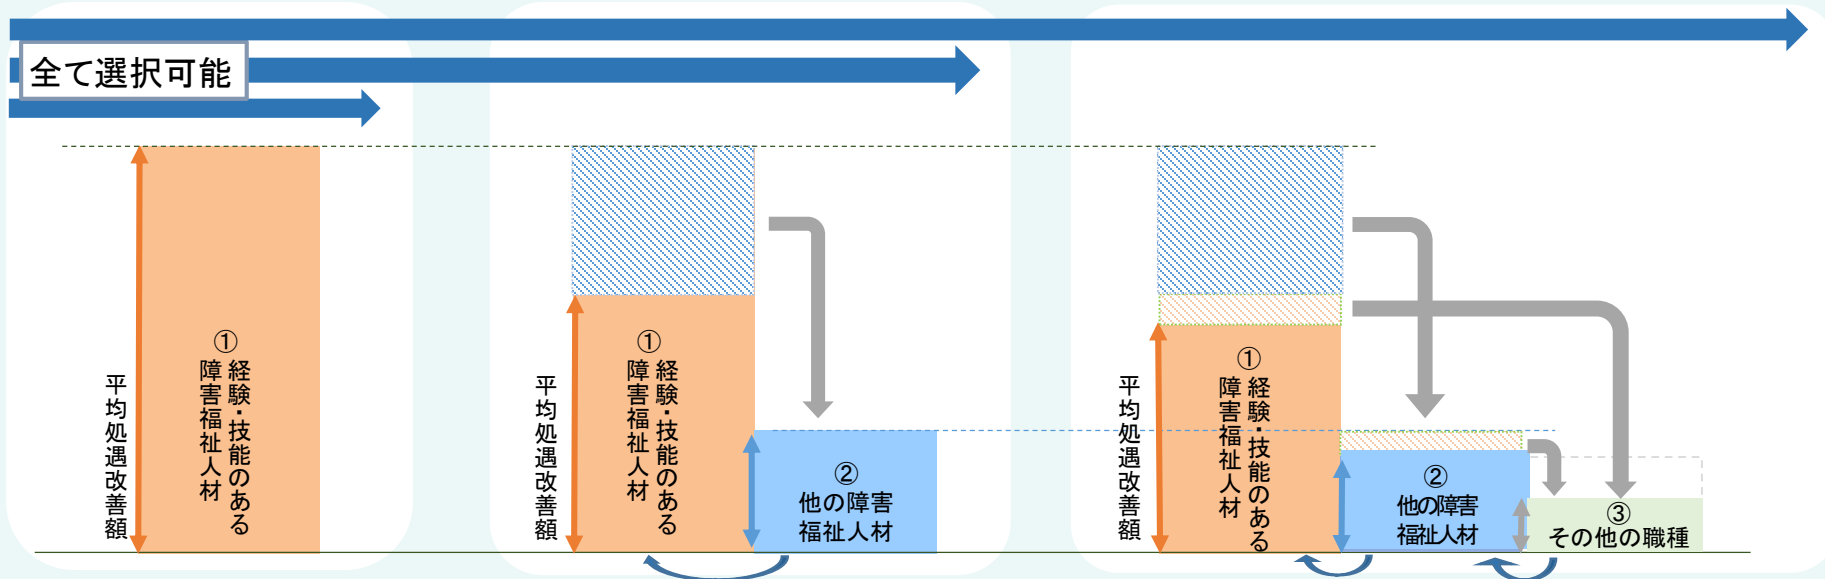 全て選択可能
平均処遇改善額
①
経験・技能のある
障害福祉人材
平均処遇改善額
①
経験・技能のある
障害福祉人材
②
他の障害
福祉人材
平均処遇改善額
①
経験・技能のある
障害福祉人材
②
他の障害
福祉人材
③
その他の職種